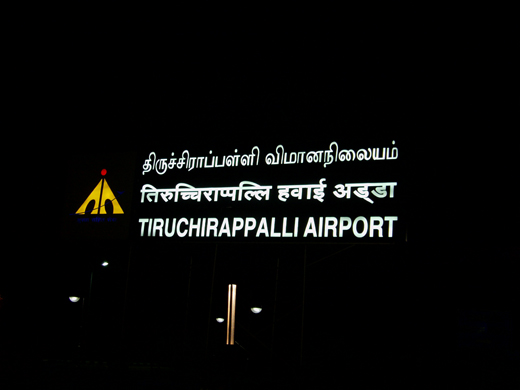 திருச்சிராப்பள்ளி விமானநிலையம்
तिरुच्चिराप्पल्लि हवाई अड्डा
TIRUCHIRAPPALLI AIRPORT